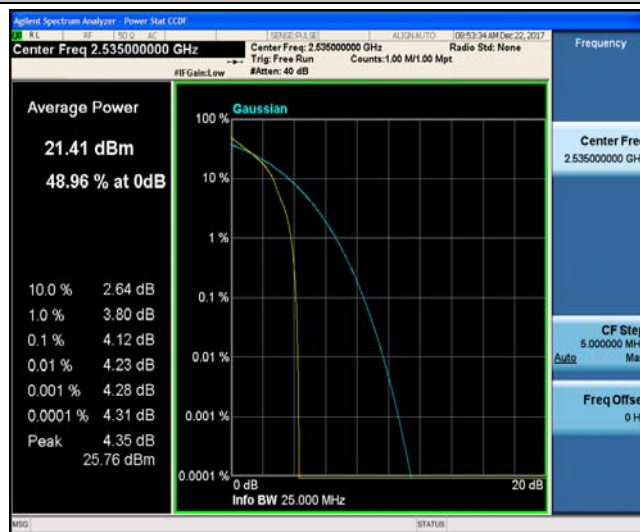 Agilent Spectrum Analyzer - Power Stat CCDF
RL RF 50 Ω AC SENSE:PULSE ALIGN AUTO 08:53:34 AM Dec 22, 2017
Center Freq 2.535000000 GHz
Center Freq: 2.535000000 GHz Radio Std: None
Trig: Free Run Counts:1.00 M/1.00 Mpt
#IFGain:Low #Atten: 40 dB
Frequency
Average Power
21.41 dBm
48.96 % at 0dB
10.0 % 2.64 dB
1.0 % 3.80 dB
0.1 % 4.12 dB
0.01 % 4.23 dB
0.001 % 4.28 dB
0.0001 % 4.31 dB
Peak 4.35 dB
25.76 dBm
Gaussian
100 %
10 %
1 %
0.1 %
0.01 %
0.001 %
0.0001 %
0 dB 20 dB
Info BW 25.000 MHz
Center Fre
2.535000000 GH
CF Step
5.000000 MH
Auto Ma
Freq Offse
0 H
MSG STATUS